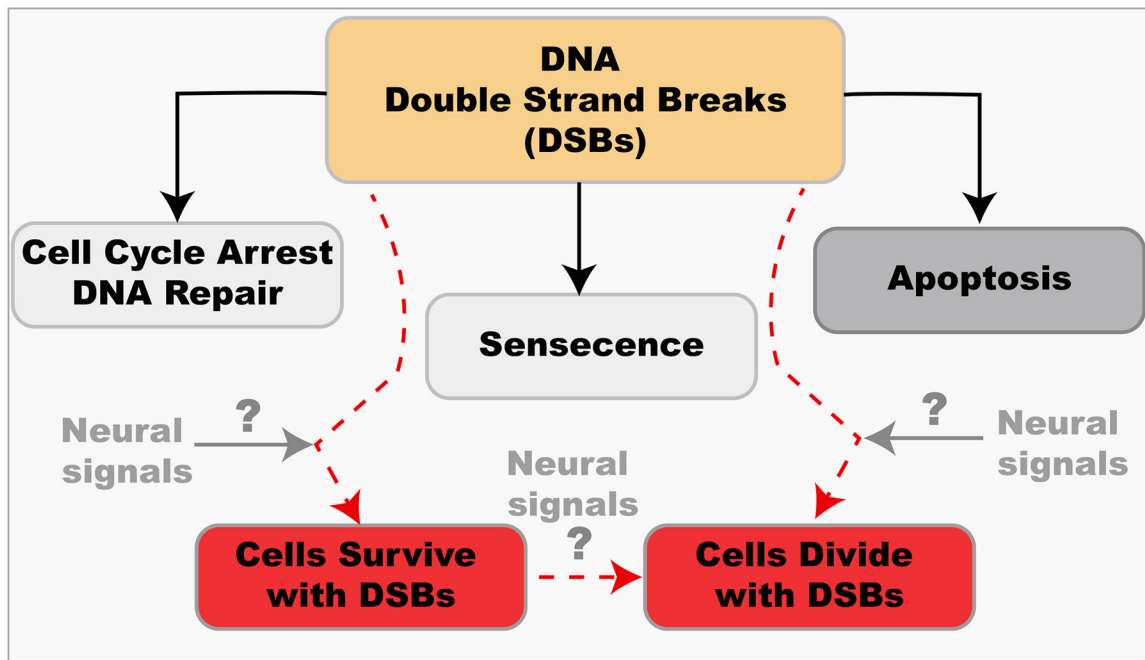 DNA
Double Strand Breaks
(DSBs)
Cell Cycle Arrest
DNA Repair
Sensecence
Apoptosis
Neural
signals
?
Neural
signals
?
Neural
signals
?
Cells Survive
with DSBs
Cells Divide
with DSBs